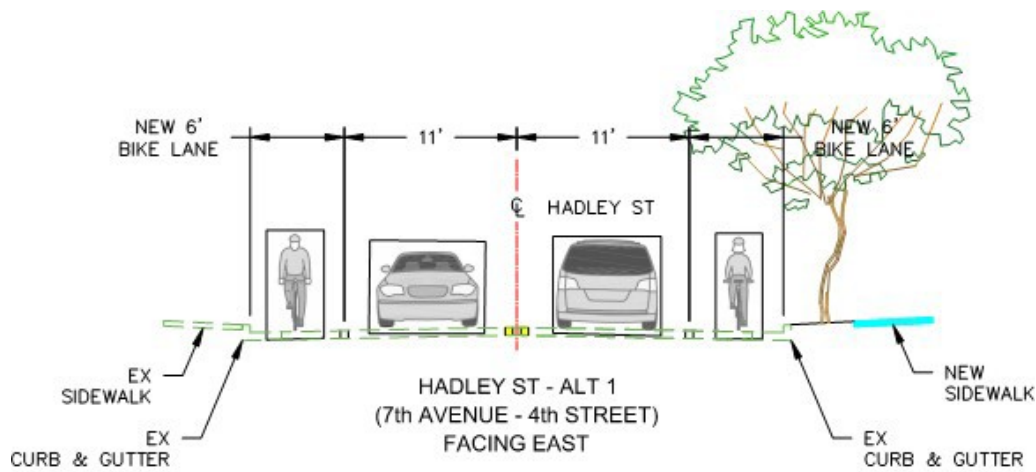 NEW 6'
BIKE LANE
11'
11'
NEW 6'
BIKE LANE
℄ HADLEY ST
EX
SIDEWALK
EX
CURB & GUTTER
HADLEY ST - ALT 1
(7th AVENUE - 4th STREET)
FACING EAST
NEW
SIDEWALK
EX
CURB & GUTTER